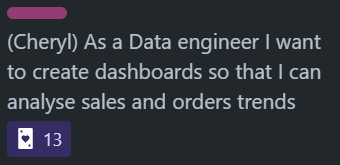 (Cheryl) As a Data engineer I want
to create dashboards so that I can
analyse sales and orders trends
13